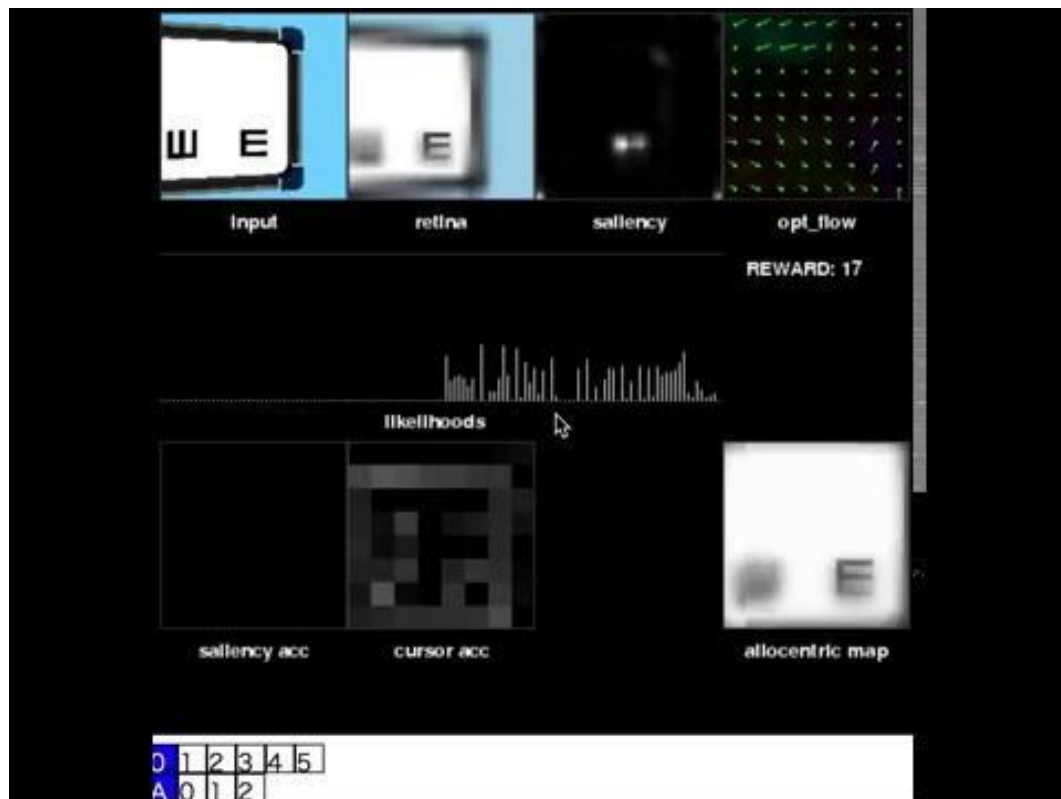 E E
input retina saliency opt_flow
REWARD: 17
likelihoods
saliency acc cursor acc allocentric map
0 1 2 3 4 5
A 0 1 2